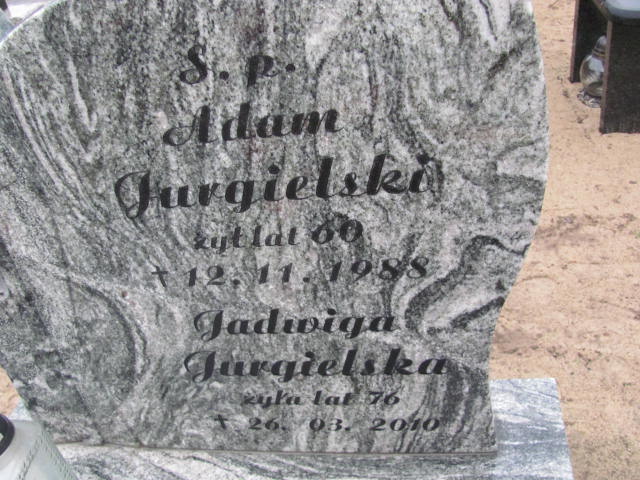 S. p.
Adam
Jurgielski
żył lat 60
† 12. 11. 1988
Jadwiga
Jurgielska
żyła lat 76
† 26. 03. 2010